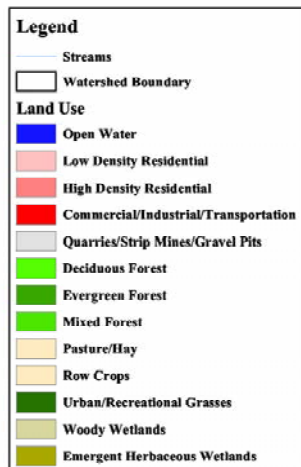 Legend
Streams
Watershed Boundary
Land Use
Open Water
Low Density Residential
High Density Residential
Commercial/Industrial/Transportation
Quarries/Strip Mines/Gravel Pits
Deciduous Forest
Evergreen Forest
Mixed Forest
Pasture/Hay
Row Crops
Urban/Recreational Grasses
Woody Wetlands
Emergent Herbaceous Wetlands